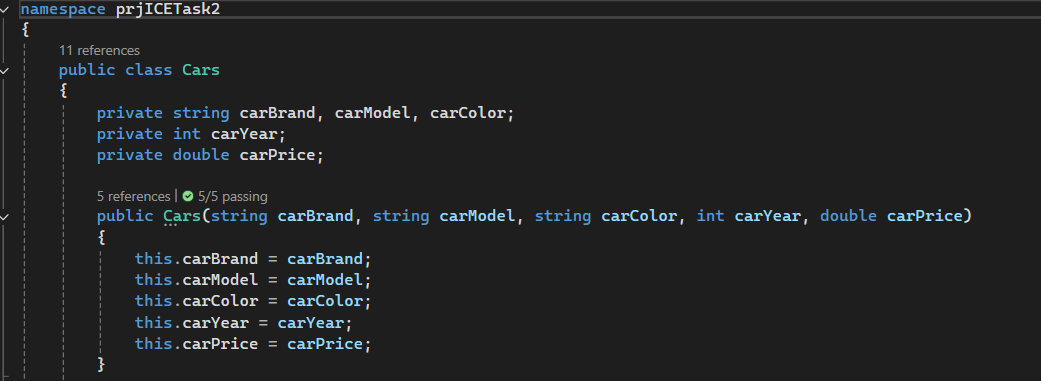 namespace prjICETask2
{
11 references
public class Cars
{
private string carBrand, carModel, carColor;
private int carYear;
private double carPrice;
5 references | 5/5 passing
public Cars(string carBrand, string carModel, string carColor, int carYear, double carPrice)
{
this.carBrand = carBrand;
this.carModel = carModel;
this.carColor = carColor;
this.carYear = carYear;
this.carPrice = carPrice;
}